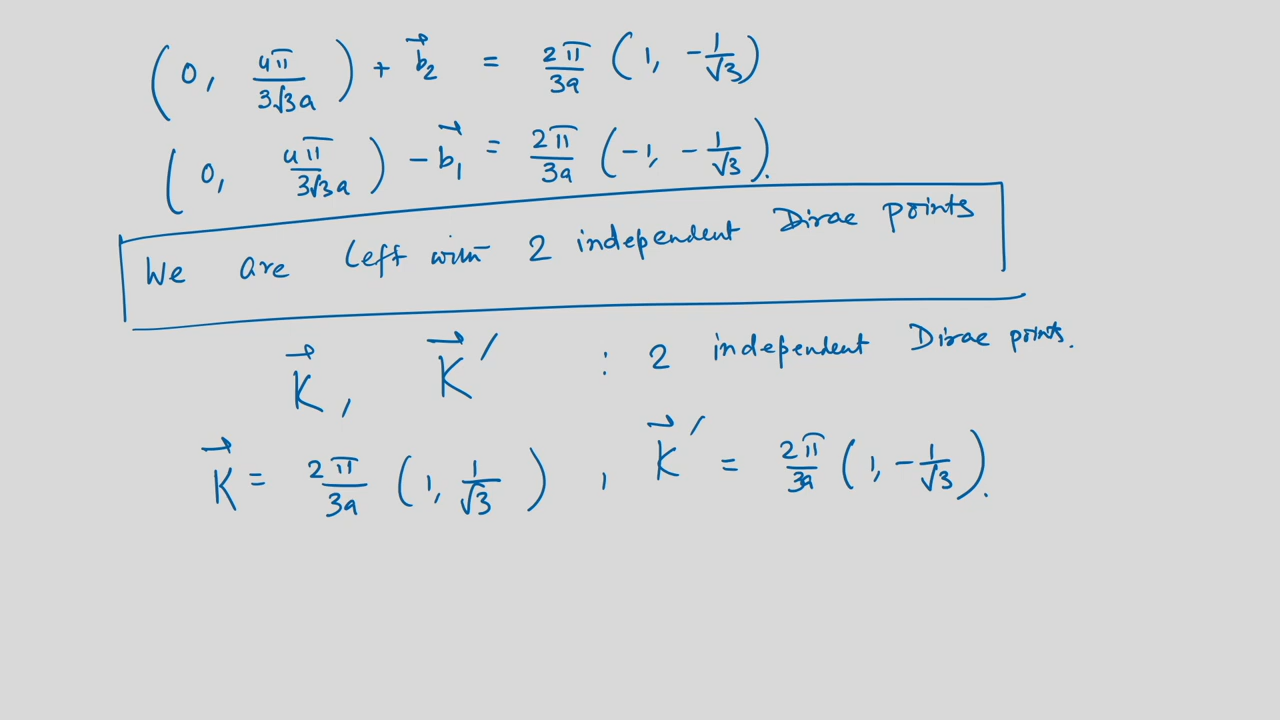 (0, 4π/3√3a) + b⃗₂ = 2π/3a (1, -1/√3)
(0, 4π/3√3a) - b⃗₁ = 2π/3a (-1, -1/√3).
We are left with 2 independent Dirac points
K⃗, K⃗′ : 2 independent Dirac points.
K⃗ = 2π/3a (1, 1/√3), K⃗′ = 2π/3a (1, -1/√3).